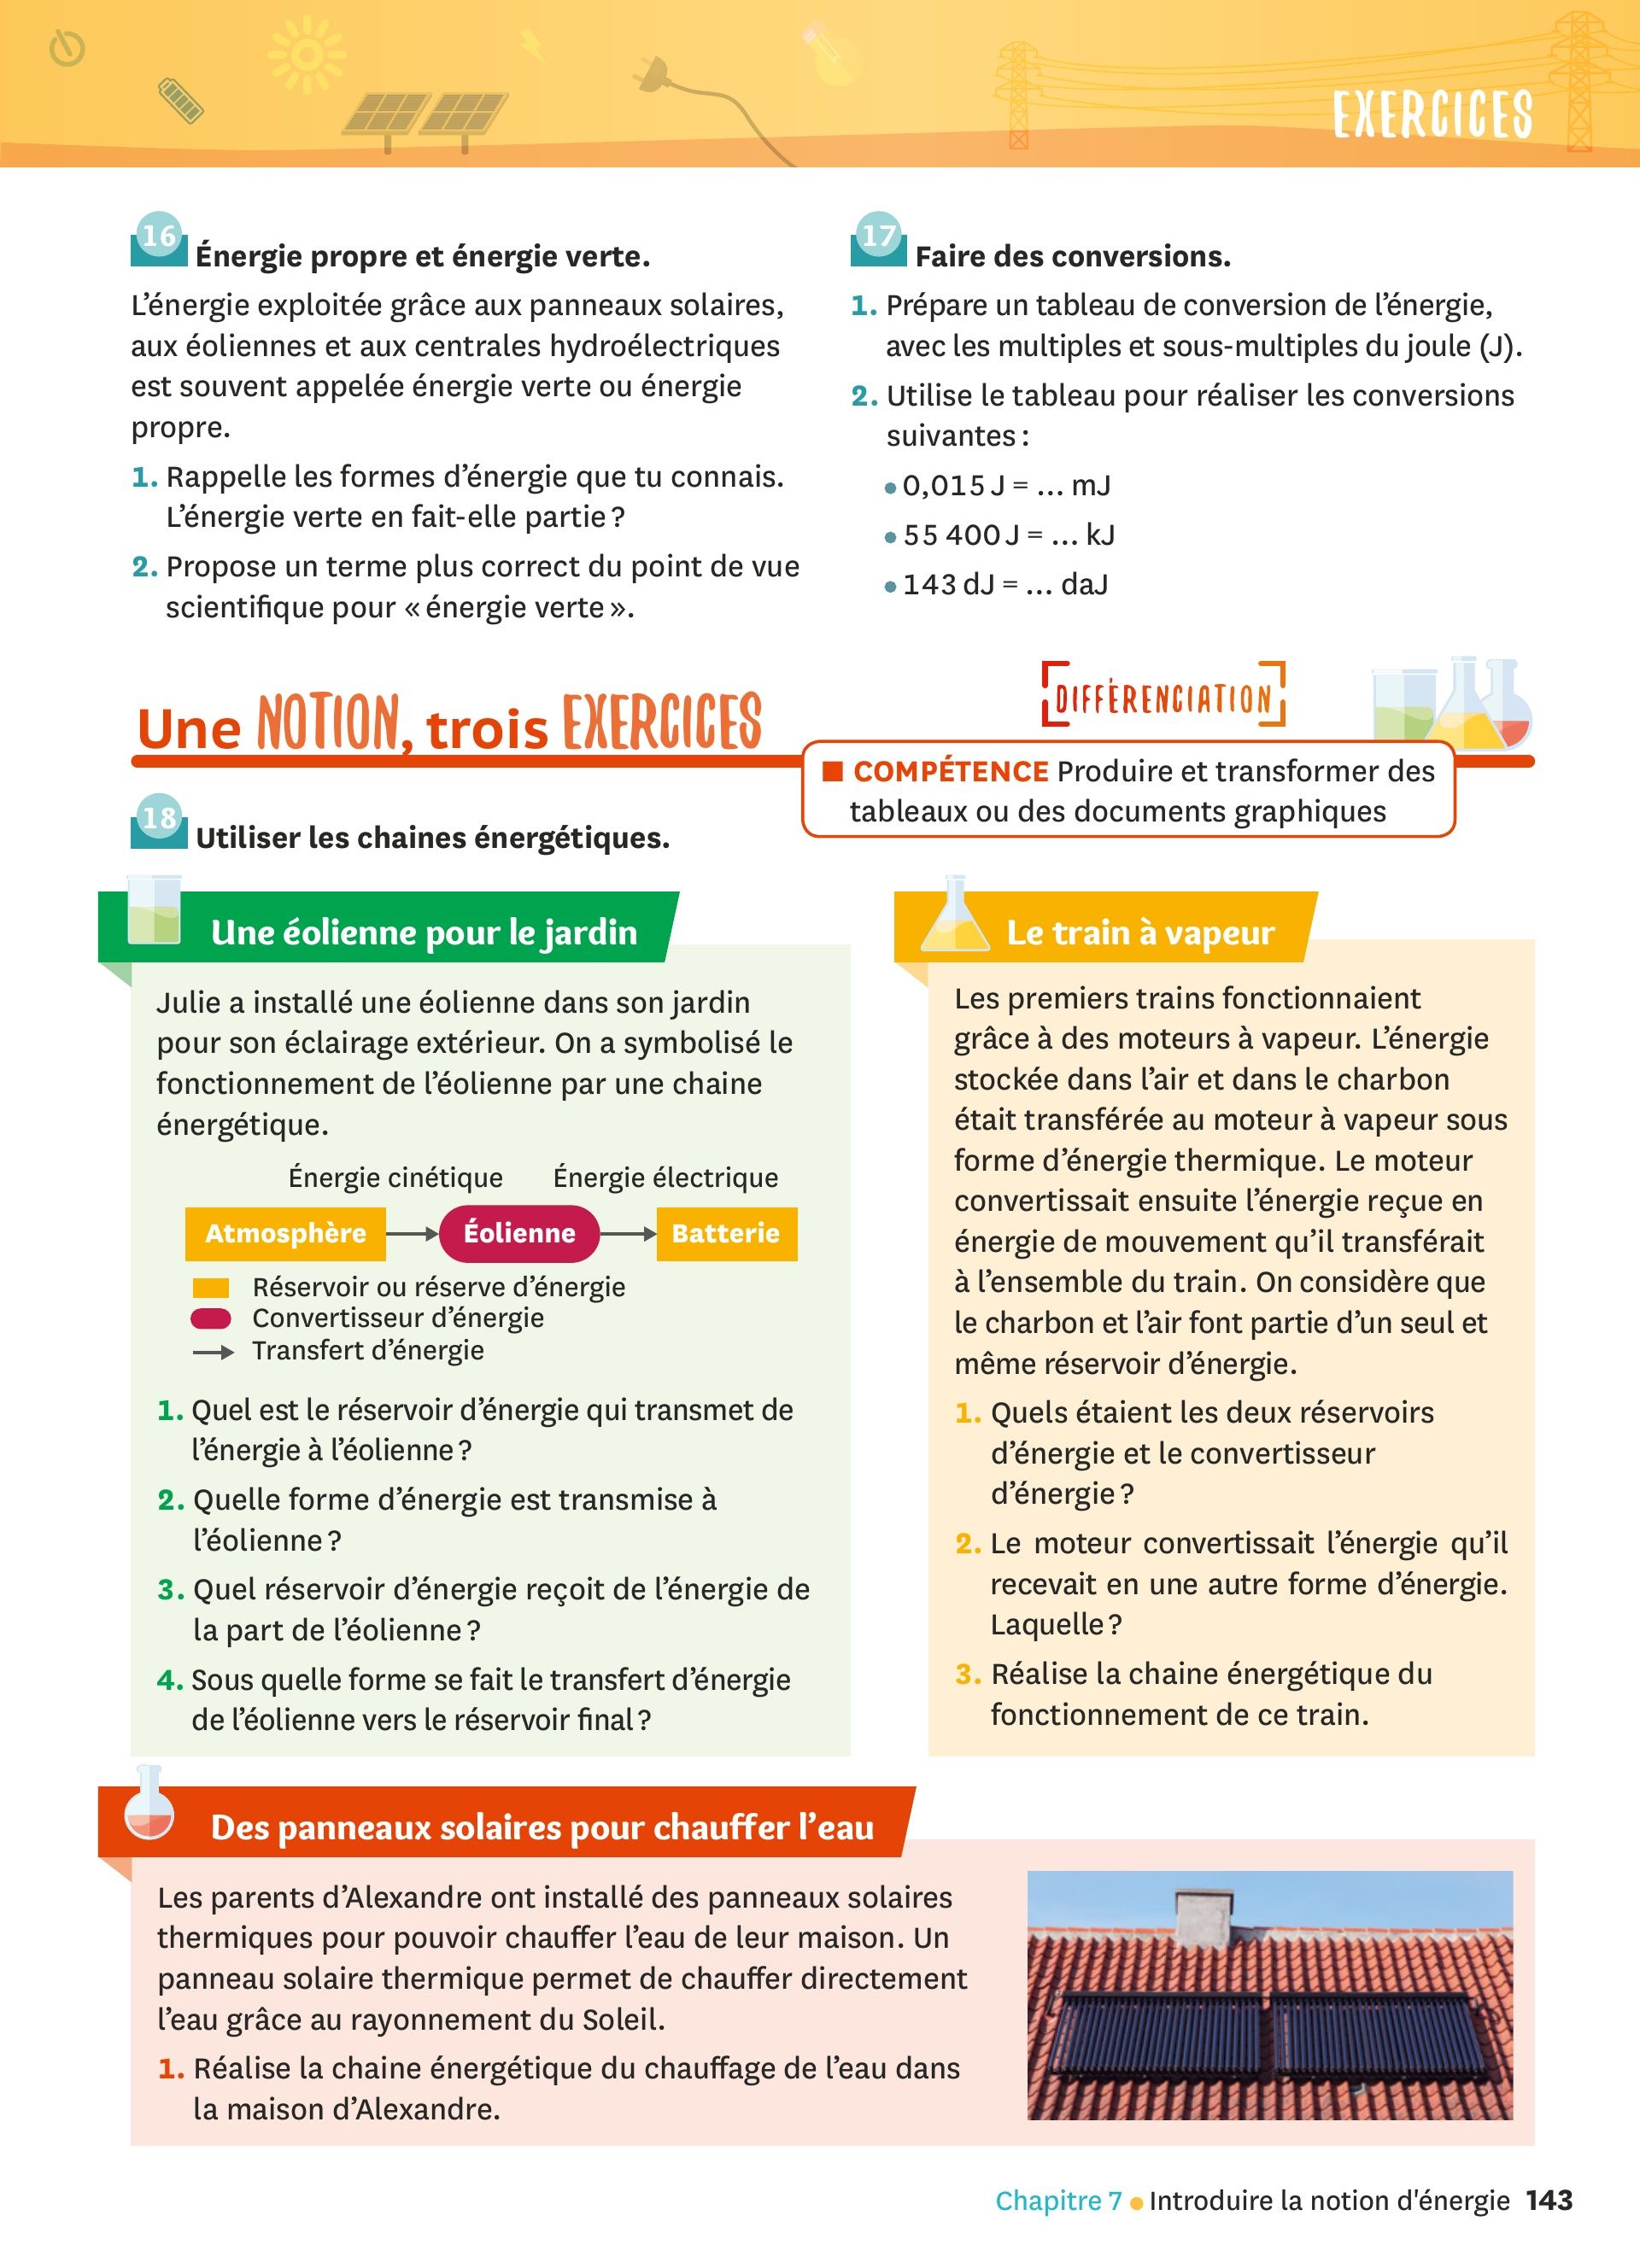 EXERCICES
16 Énergie propre et énergie verte.
L’énergie exploitée grâce aux panneaux solaires,
aux éoliennes et aux centrales hydroélectriques
est souvent appelée énergie verte ou énergie
propre.
1. Rappelle les formes d’énergie que tu connais.
L’énergie verte en fait-elle partie ?
2. Propose un terme plus correct du point de vue
scientifique pour « énergie verte ».
17 Faire des conversions.
1. Prépare un tableau de conversion de l’énergie,
avec les multiples et sous-multiples du joule (J).
2. Utilise le tableau pour réaliser les conversions
suivantes :
• 0,015 J = … mJ
• 55 400 J = … kJ
• 143 dJ = … daJ
Une NOTION, trois EXERCICES
DIFFÉRENCIATION
■ COMPÉTENCE Produire et transformer des
tableaux ou des documents graphiques
18 Utiliser les chaines énergétiques.
Une éolienne pour le jardin
Julie a installé une éolienne dans son jardin
pour son éclairage extérieur. On a symbolisé le
fonctionnement de l’éolienne par une chaine
énergétique.
Énergie cinétique Énergie électrique
Atmosphère Éolienne Batterie
Réservoir ou réserve d’énergie
Convertisseur d’énergie
Transfert d’énergie
1. Quel est le réservoir d’énergie qui transmet de
l’énergie à l’éolienne ?
2. Quelle forme d’énergie est transmise à
l’éolienne ?
3. Quel réservoir d’énergie reçoit de l’énergie de
la part de l’éolienne ?
4. Sous quelle forme se fait le transfert d’énergie
de l’éolienne vers le réservoir final ?
Le train à vapeur
Les premiers trains fonctionnaient
grâce à des moteurs à vapeur. L’énergie
stockée dans l’air et dans le charbon
était transférée au moteur à vapeur sous
forme d’énergie thermique. Le moteur
convertissait ensuite l’énergie reçue en
énergie de mouvement qu’il transférait
à l’ensemble du train. On considère que
le charbon et l’air font partie d’un seul et
même réservoir d’énergie.
1. Quels étaient les deux réservoirs
d’énergie et le convertisseur
d’énergie ?
2. Le moteur convertissait l’énergie qu’il
recevait en une autre forme d’énergie.
Laquelle ?
3. Réalise la chaine énergétique du
fonctionnement de ce train.
Des panneaux solaires pour chauffer l’eau
Les parents d’Alexandre ont installé des panneaux solaires
thermiques pour pouvoir chauffer l’eau de leur maison. Un
panneau solaire thermique permet de chauffer directement
l’eau grâce au rayonnement du Soleil.
1. Réalise la chaine énergétique du chauffage de l’eau dans
la maison d’Alexandre.
Chapitre 7 • Introduire la notion d'énergie 143